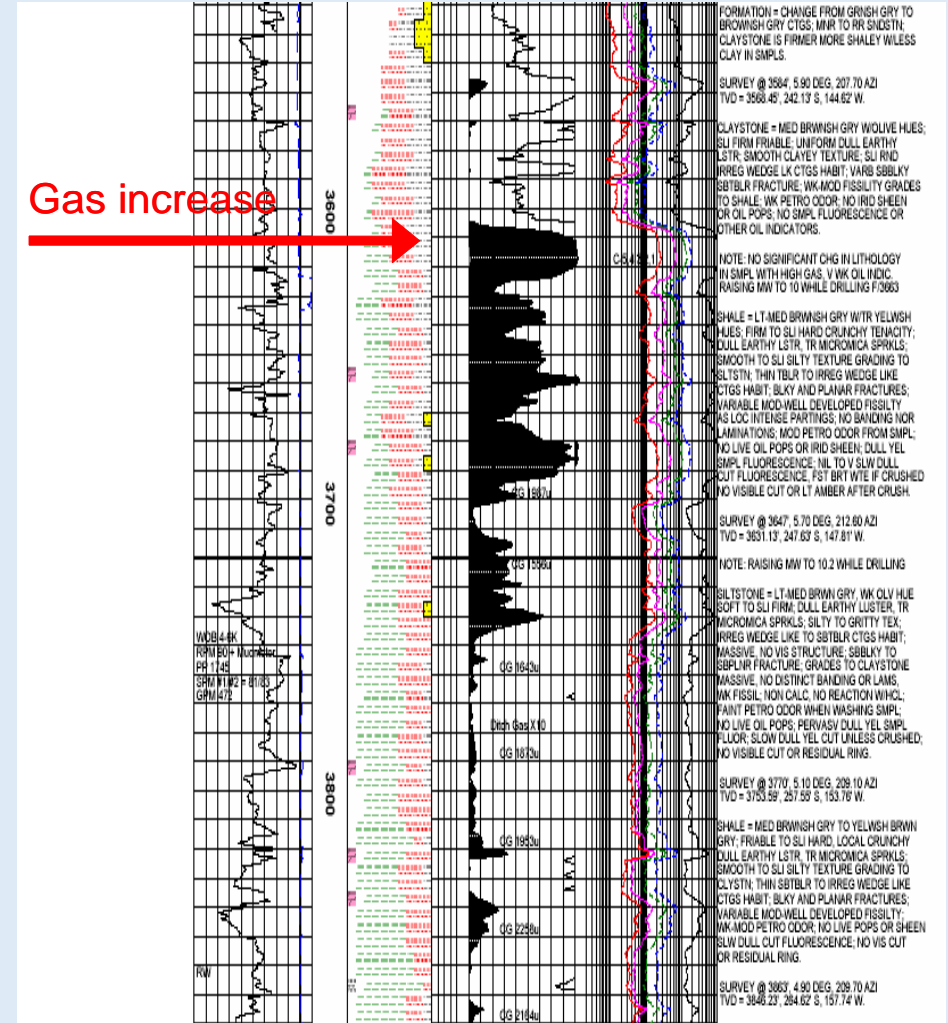 FORMATION = CHANGE FROM GRNSH GRY TO
BROWNSH GRY CTGS; MNR TO RR SNDSTN;
CLAYSTONE IS FIRMER MORE SHALEY W/LESS
CLAY IN SMPLS.
SURVEY @ 3584', 5.90 DEG, 207.70 AZI
TVD = 3568.45', 242.13' S, 144.62' W.
CLAYSTONE = MED BRWNSH GRY W/OLIVE HUES;
SLI FIRM FRIABLE; UNIFORM DULL EARTHY
LSTR; SMOOTH CLAYEY TEXTURE; SLI RND
IRREG WEDGE LK CTGS HABIT; VARB SBBLKY
SBTBLR FRACTURE; WK-MOD FISSILITY GRADES
TO SHALE; WK PETRO ODOR; NO IRID SHEEN
OR OIL POPS; NO SMPL FLUORESCENCE OR
OTHER OIL INDICATORS.
Gas increase
3600
NOTE: NO SIGNIFICANT CHG IN LITHOLOGY
IN SMPL WITH HIGH GAS, V WK OIL INDIC.
RAISING MW TO 10 WHILE DRILLING F/3663
SHALE = LT-MED BRWNSH GRY W/TR YELWSH
HUES; FIRM TO SLI HARD CRUNCHY TENACITY;
DULL EARTHY LSTR, TR MICROMICA SPRKLS;
SMOOTH TO SLI SILTY TEXTURE GRADING TO
SLTSTN; THIN TBLR TO IRREG WEDGE LIKE
CTGS HABIT; BLKY AND PLANAR FRACTURES;
VARIABLE MOD-WELL DEVELOPED FISSILTY
AS LOC INTENSE PARTINGS; NO BANDING NOR
LAMINATIONS; MOD PETRO ODOR FROM SMPL;
NO LIVE OIL POPS OR IRID SHEEN; DULL YEL
SMPL FLUORESCENCE; NIL TO V SLW DULL
CUT FLUORESCENCE, FST BRT WTE IF CRUSHED
NO VISIBLE CUT OR LT AMBER AFTER CRUSH.
CG 1987u
3700
SURVEY @ 3647', 5.70 DEG, 212.60 AZI
TVD = 3631.13', 247.63' S, 147.81' W.
CG 1556u
NOTE: RAISING MW TO 10.2 WHILE DRILLING
SILTSTONE = LT-MED BRWN GRY, WK OLV HUE
SOFT TO SLI FIRM; DULL EARTHY LUSTER, TR
MICROMICA SPRKLS; SILTY TO GRITTY TEX;
IRREG WEDGE LIKE TO SBTBLR CTGS HABIT;
MASSIVE, NO VIS STRUCTURE; SBBLKY TO
SBPLNR FRACTURE; GRADES TO CLAYSTONE
MASSIVE, NO DISTINCT BANDING OR LAMS,
WK FISSIL; NON CALC, NO REACTION W/HCL;
FAINT PETRO ODOR WHEN WASHING SMPL;
NO LIVE OIL POPS; PERVASV DULL YEL SMPL
FLUOR; SLOW DULL YEL CUT UNLESS CRUSHED;
NO VISIBLE CUT OR RESIDUAL RING.
WOB 4-6K
RPM 90 + Mudmotor
PP 1745
SPM #1/#2 = 81/83
GPM 472
CG 1643u
Ditch Gas X10
CG 1873u
3800
SURVEY @ 3770', 5.10 DEG, 209.10 AZI
TVD = 3753.59', 257.55' S, 153.76' W.
CG 1953u
SHALE = MED BRWNSH GRY TO YELWSH BRWN
GRY; FRIABLE TO SLI HARD, LOCAL CRUNCHY
DULL EARTHY LSTR, TR MICROMICA SPRKLS;
SMOOTH TO SLI SILTY TEXTURE GRADING TO
CLYSTN; THIN SBTBLR TO IRREG WEDGE LIKE
CTGS HABIT; BLKY AND PLANAR FRACTURES;
VARIABLE MOD-WELL DEVELOPED FISSILTY;
WK-MOD PETRO ODOR; NO LIVE POPS OR SHEEN
SLW DULL CUT FLUORESCENCE; NO VIS CUT
OR RESIDUAL RING.
CG 2258u
RW
SURVEY @ 3863', 4.90 DEG, 209.70 AZI
TVD = 3846.23', 264.62' S, 157.74' W.
CG 2164u